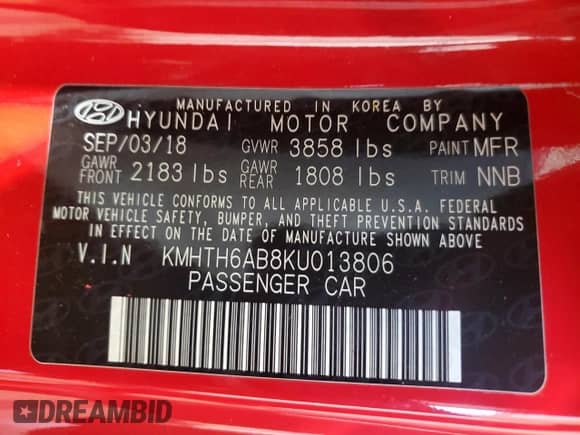 MANUFACTURED IN KOREA BY
HYUNDAI MOTOR COMPANY
SEP/03/18 GVWR 3858 lbs PAINT MFR
GAWR FRONT 2183 lbs GAWR REAR 1808 lbs TRIM NNB
THIS VEHICLE CONFORMS TO ALL APPLICABLE U.S.A. FEDERAL
MOTOR VEHICLE SAFETY, BUMPER, AND THEFT PREVENTION STANDARDS
IN EFFECT ON THE DATE OF MANUFACTURE SHOWN ABOVE.
V.I.N KMHTH6AB8KU013806
PASSENGER CAR
DREAMBID